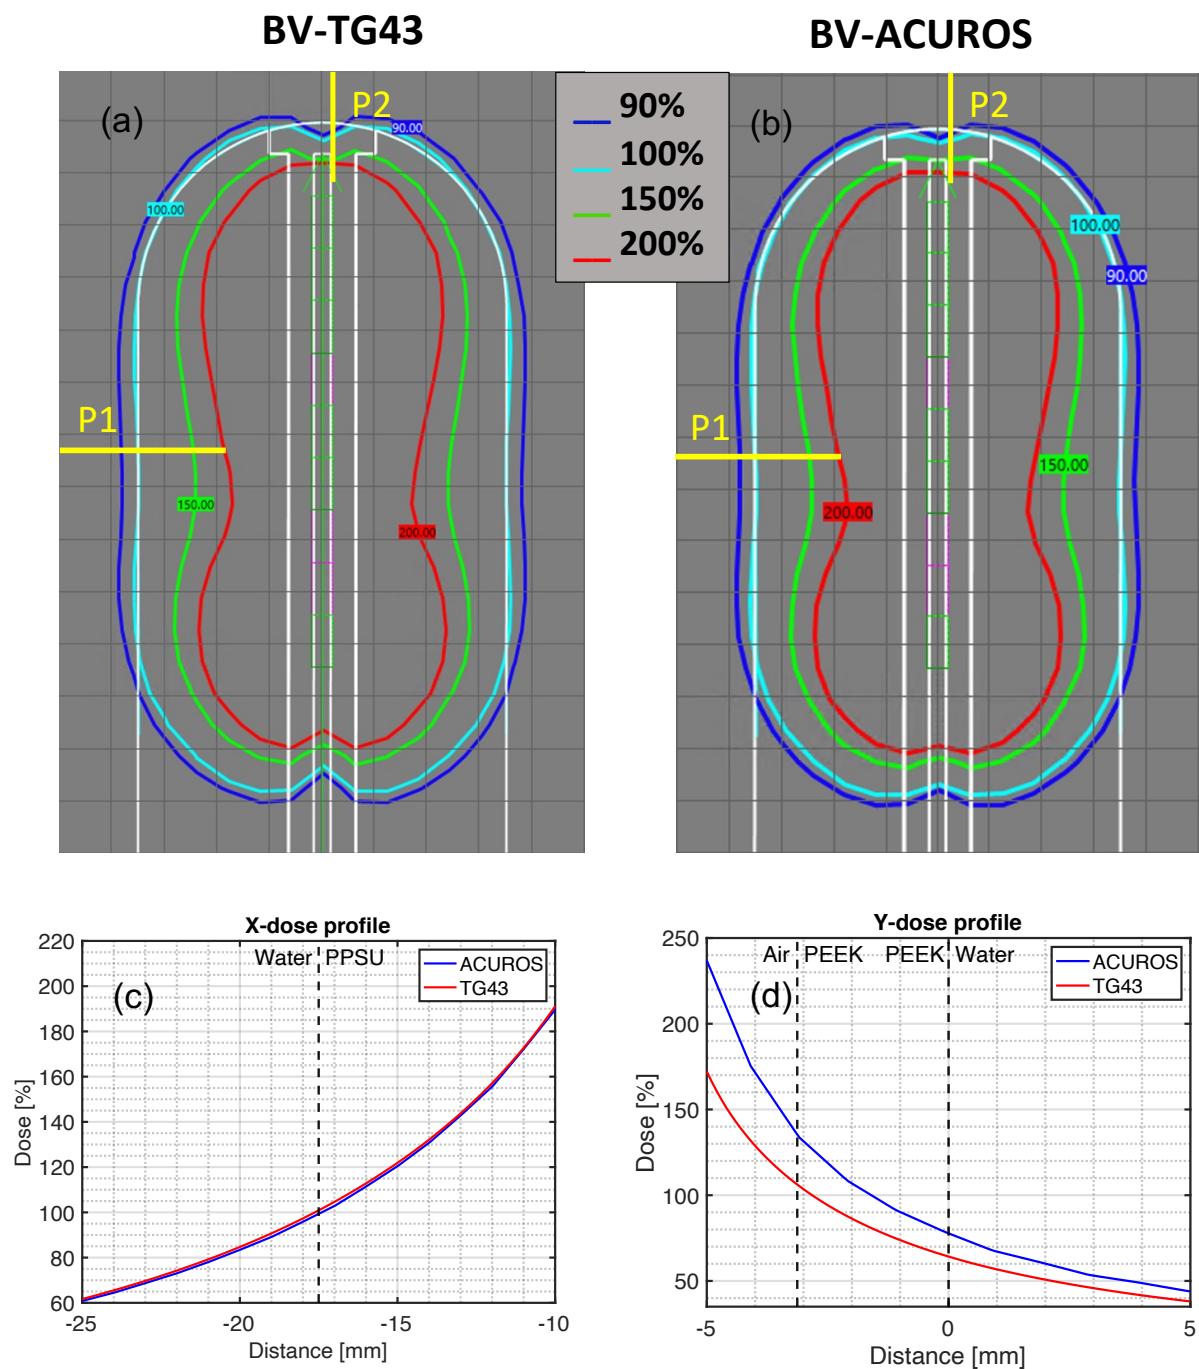 BV-TG43
BV-ACUROS
(a)
P2
90.00
100.00
P1
150.00
200.00
90%
100%
150%
200%
(b)
P2
100.00
90.00
P1
150.00
200.00
X-dose profile
220
200
180
160
140
120
100
80
60
Dose [%]
Water
PPSU
ACUROS
TG43
(c)
-25
-20
-15
-10
Distance [mm]
Y-dose profile
250
200
150
100
50
Dose [%]
Air
PEEK
PEEK
Water
ACUROS
TG43
(d)
-5
0
5
Distance [mm]